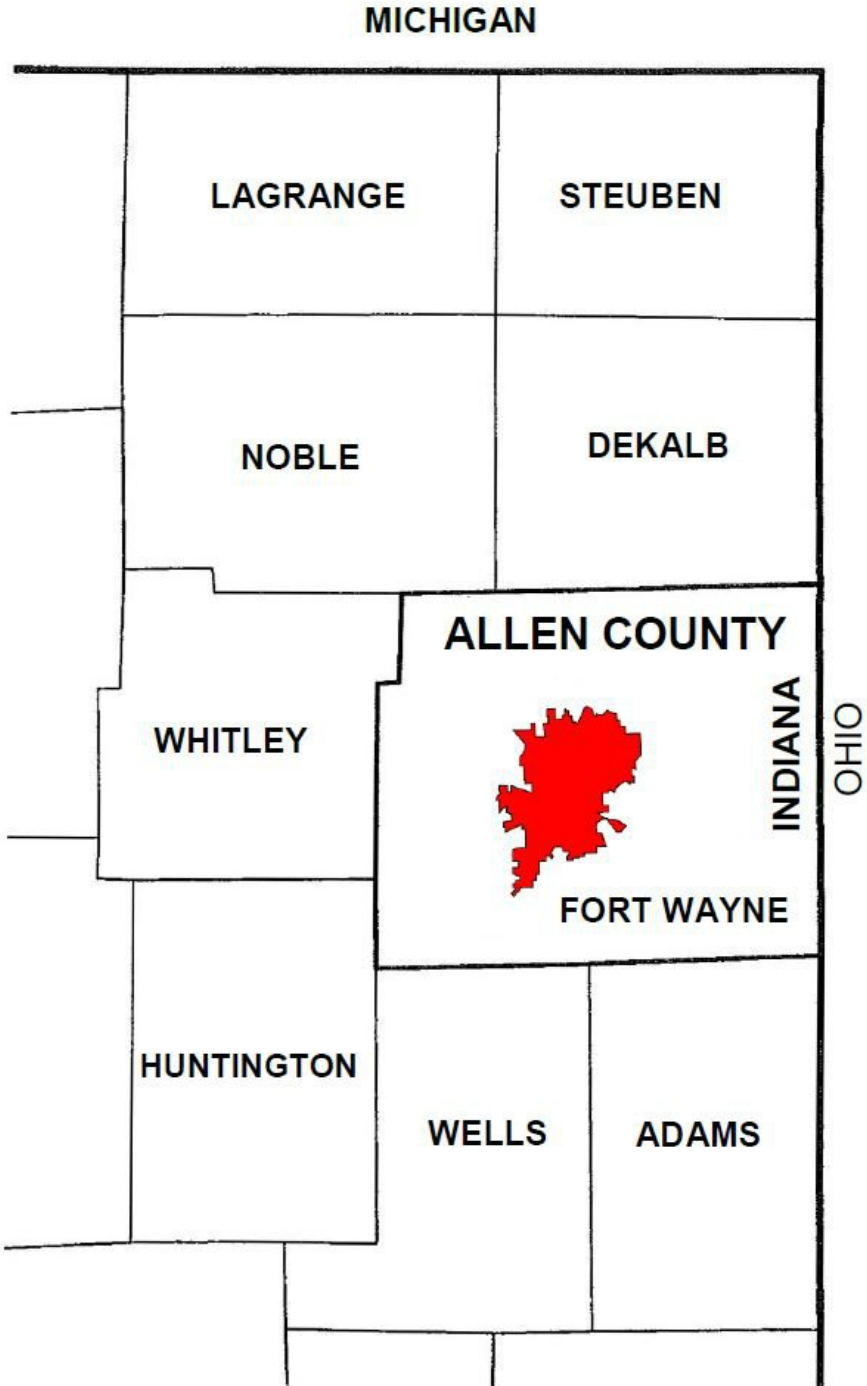 MICHIGAN
LAGRANGE
STEUBEN
NOBLE
DEKALB
ALLEN COUNTY
WHITLEY
INDIANA
OHIO
FORT WAYNE
HUNTINGTON
WELLS
ADAMS